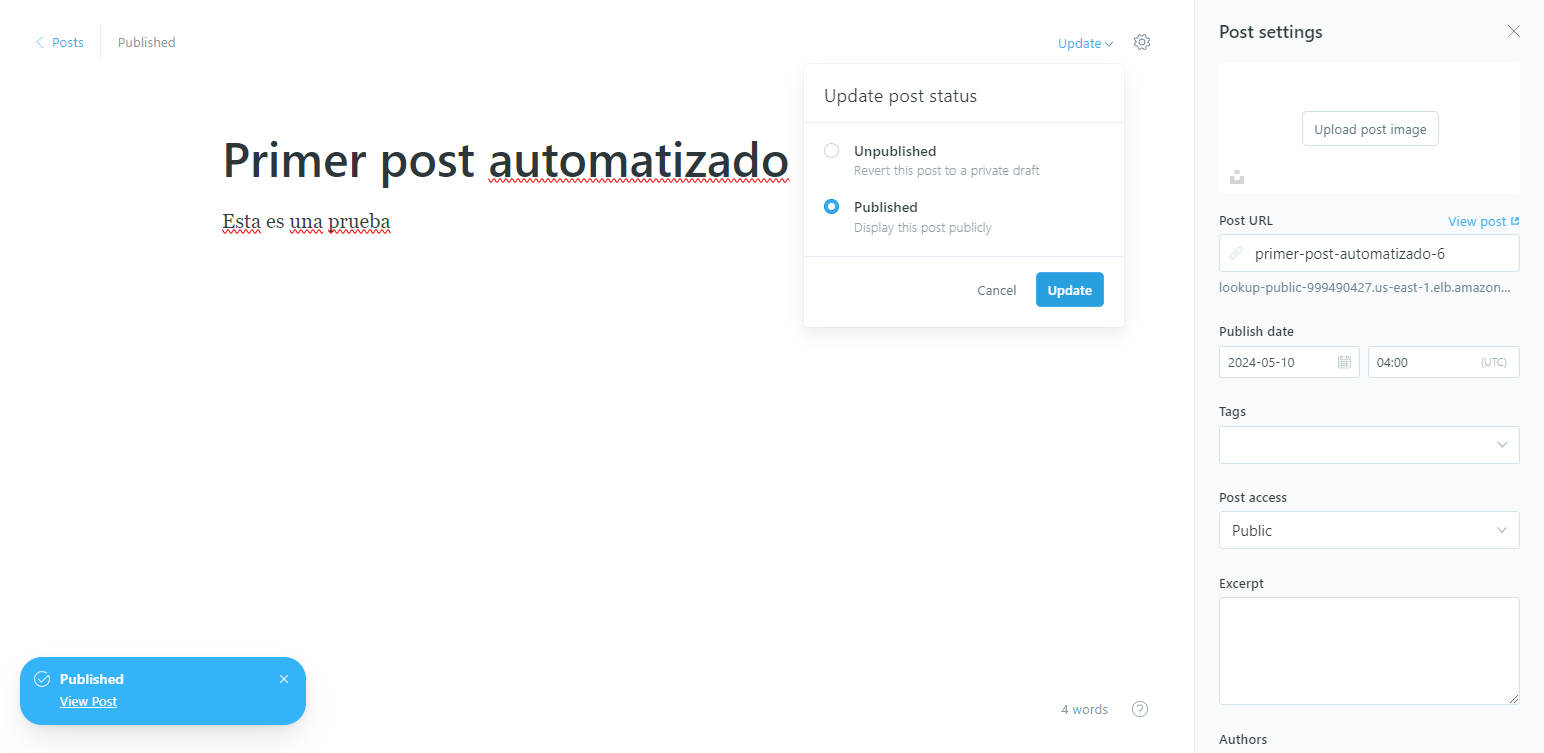 Posts
Published
Update
Post settings
Update post status
Unpublished
Revert this post to a private draft
Published
Display this post publicly
Cancel
Update
Primer post automatizado
Esta es una prueba
Upload post image
Post URL
View post
primer-post-automatizado-6
lookup-public-999490427.us-east-1.elb.amazon...
Publish date
2024-05-10
04:00
(UTC)
Tags
Post access
Public
Excerpt
Authors
Published
View Post
4 words
?